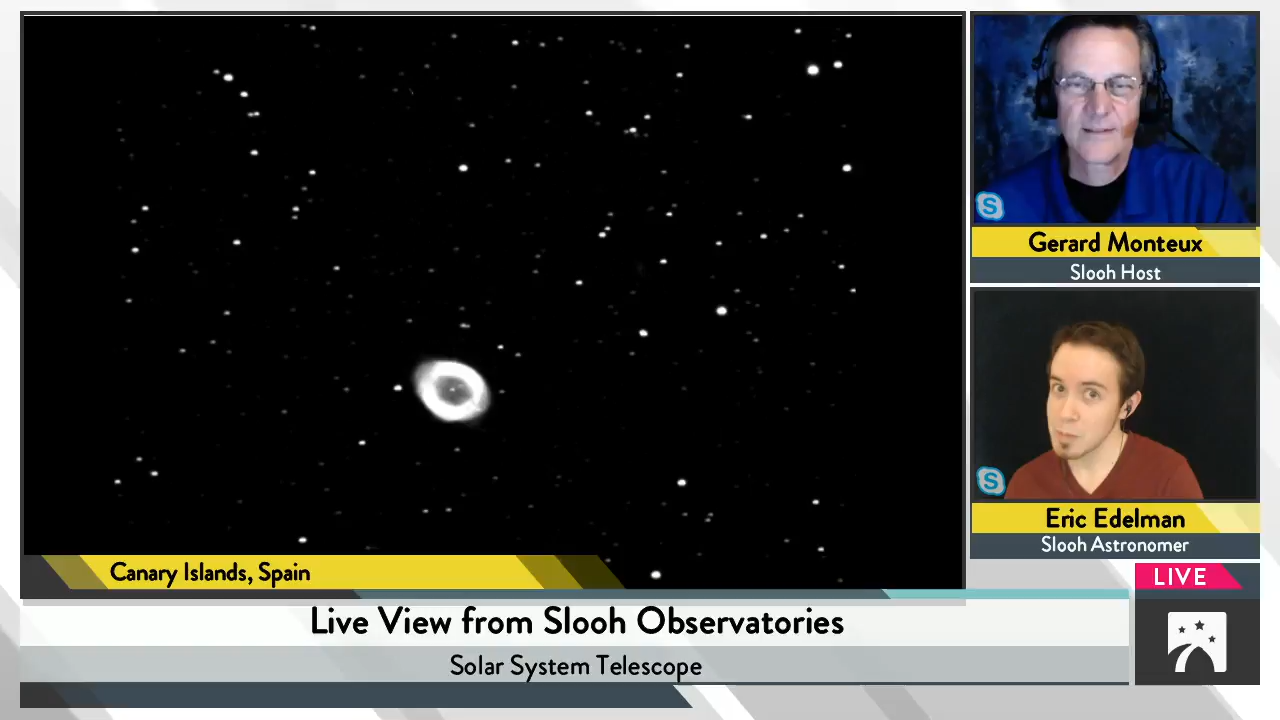 Gerard Monteux
Slooh Host
Eric Edelman
Slooh Astronomer
Canary Islands, Spain
LIVE
Live View from Slooh Observatories
Solar System Telescope